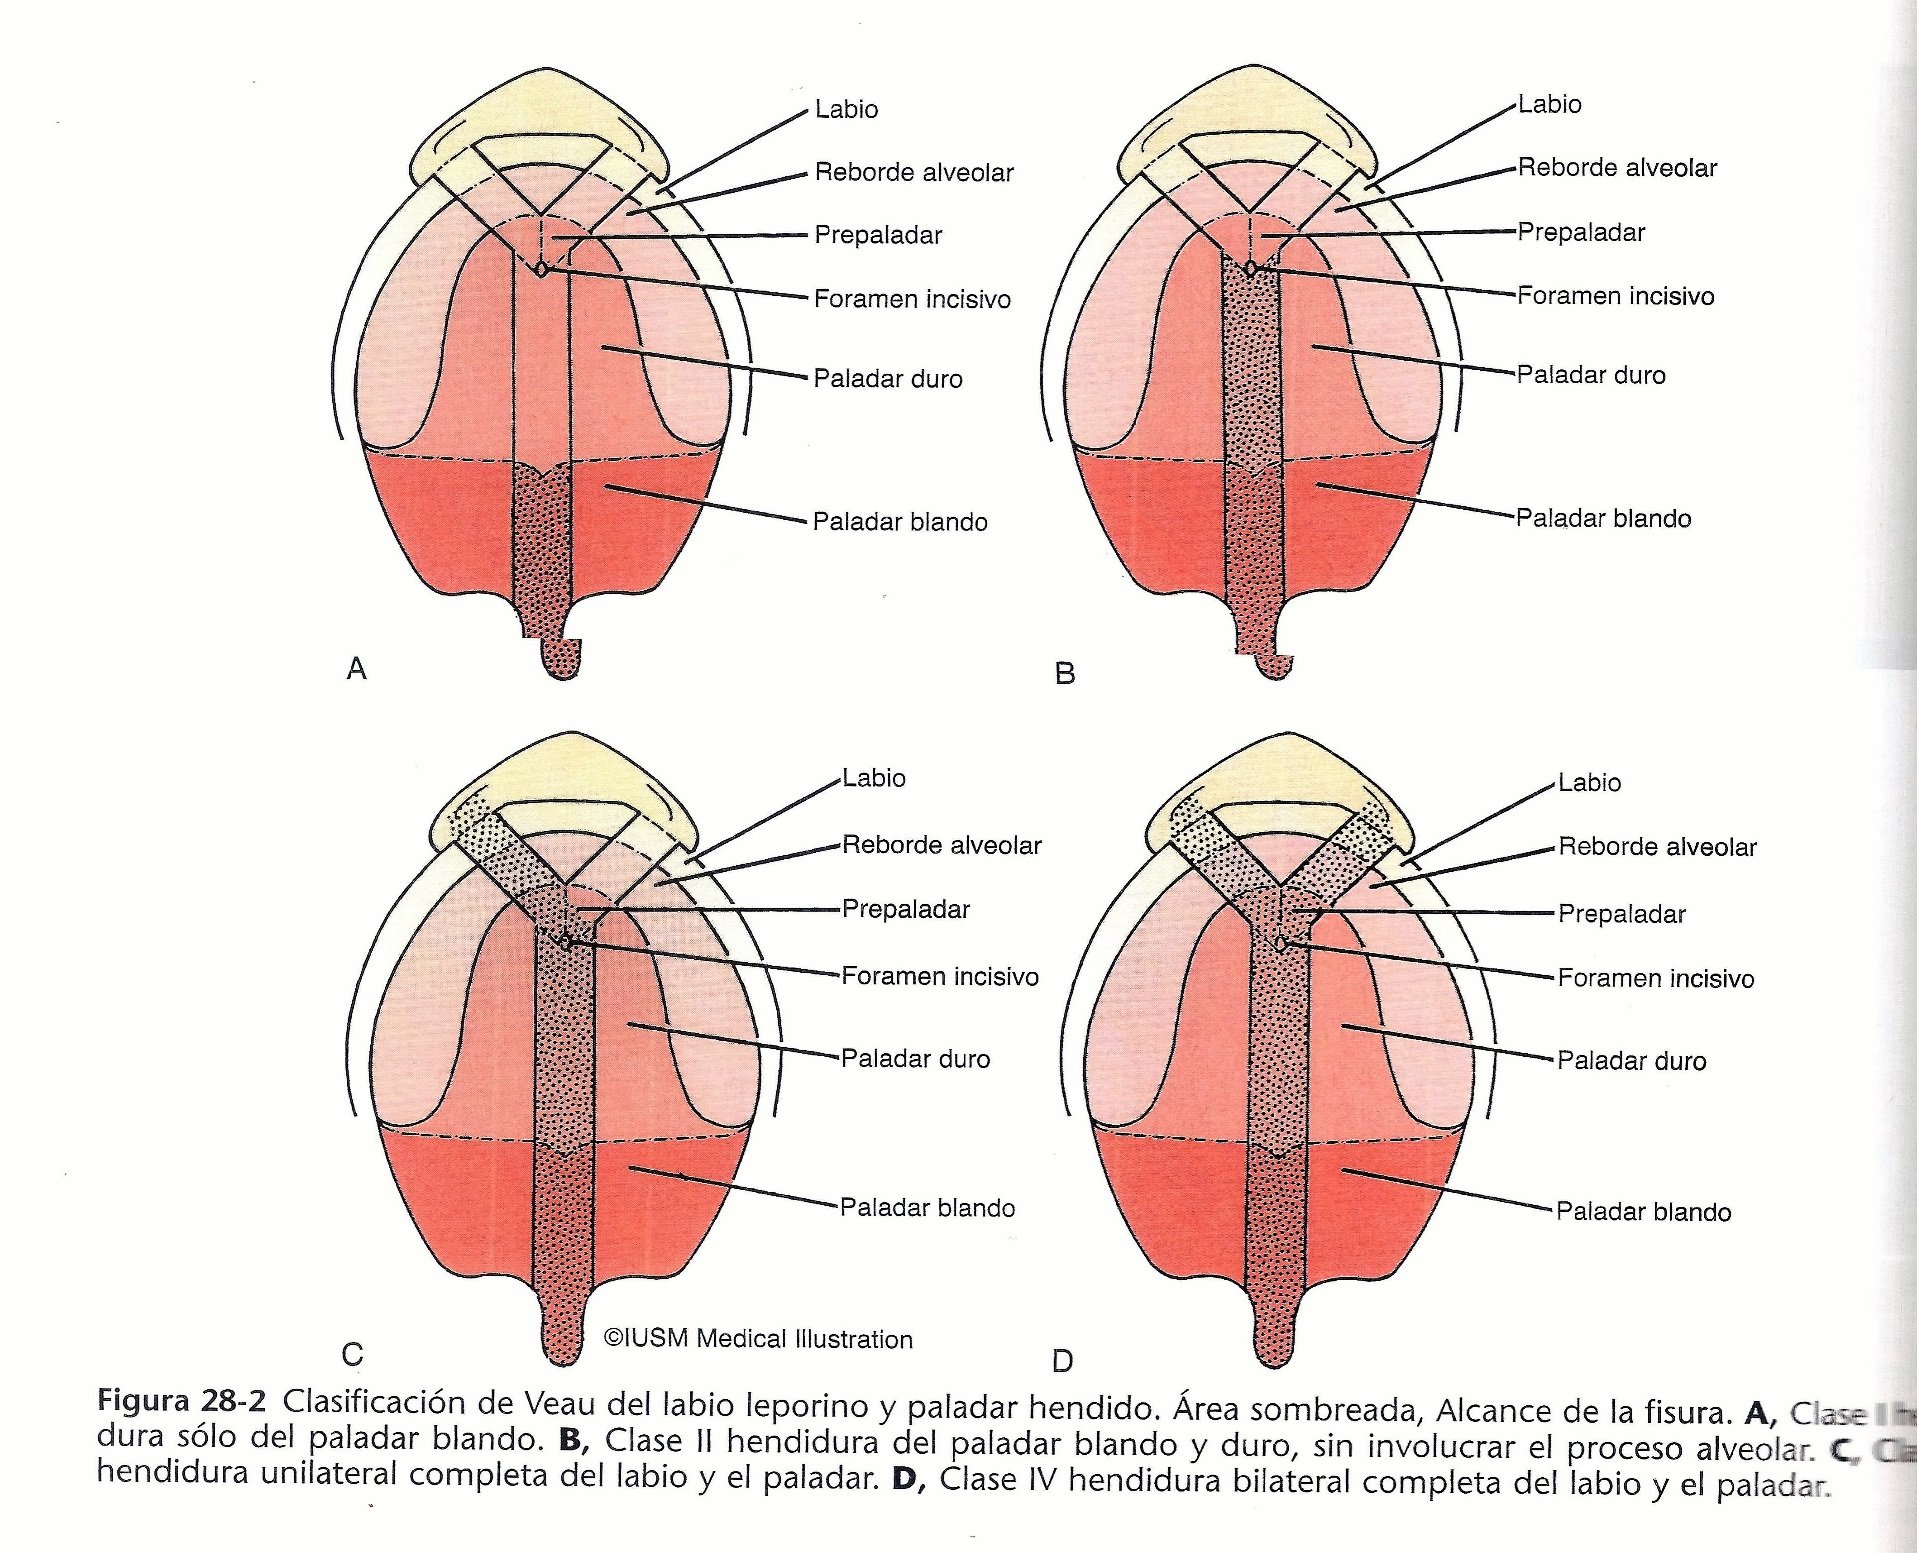 Labio
Reborde alveolar
Prepaladar
Foramen incisivo
Paladar duro
Paladar blando
A
Labio
Reborde alveolar
Prepaladar
Foramen incisivo
Paladar duro
Paladar blando
B
Labio
Reborde alveolar
Prepaladar
Foramen incisivo
Paladar duro
Paladar blando
©IUSM Medical Illustration
C
Labio
Reborde alveolar
Prepaladar
Foramen incisivo
Paladar duro
Paladar blando
D
Figura 28-2 Clasificación de Veau del labio leporino y paladar hendido. Área sombreada, Alcance de la fisura. A, Clase I
dura sólo del paladar blando. B, Clase II hendidura del paladar blando y duro, sin involucrar el proceso alveolar. C,
hendidura unilateral completa del labio y el paladar. D, Clase IV hendidura bilateral completa del labio y el paladar.